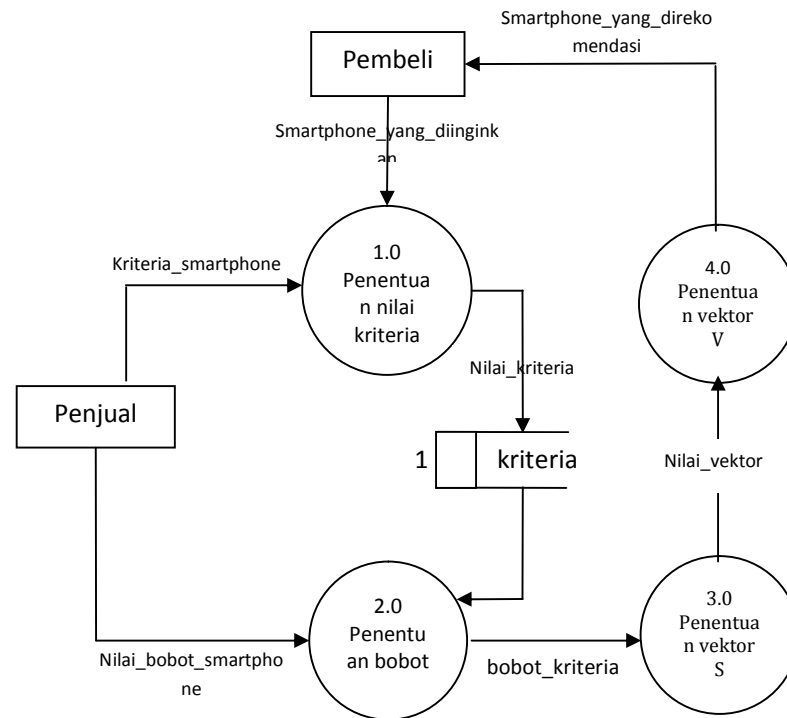 Smartphone_yang_direko
mendasi
Pembeli
Smartphone_yang_diingink
an
1.0
Penentua
n nilai
kriteria
Kriteria_smartphone
4.0
Penentua
n vektor
V
Nilai_kriteria
Penjual
1
kriteria
Nilai_vektor
2.0
Penentu
an bobot
3.0
Penentua
n vektor
S
Nilai_bobot_smartpho
ne
bobot_kriteria